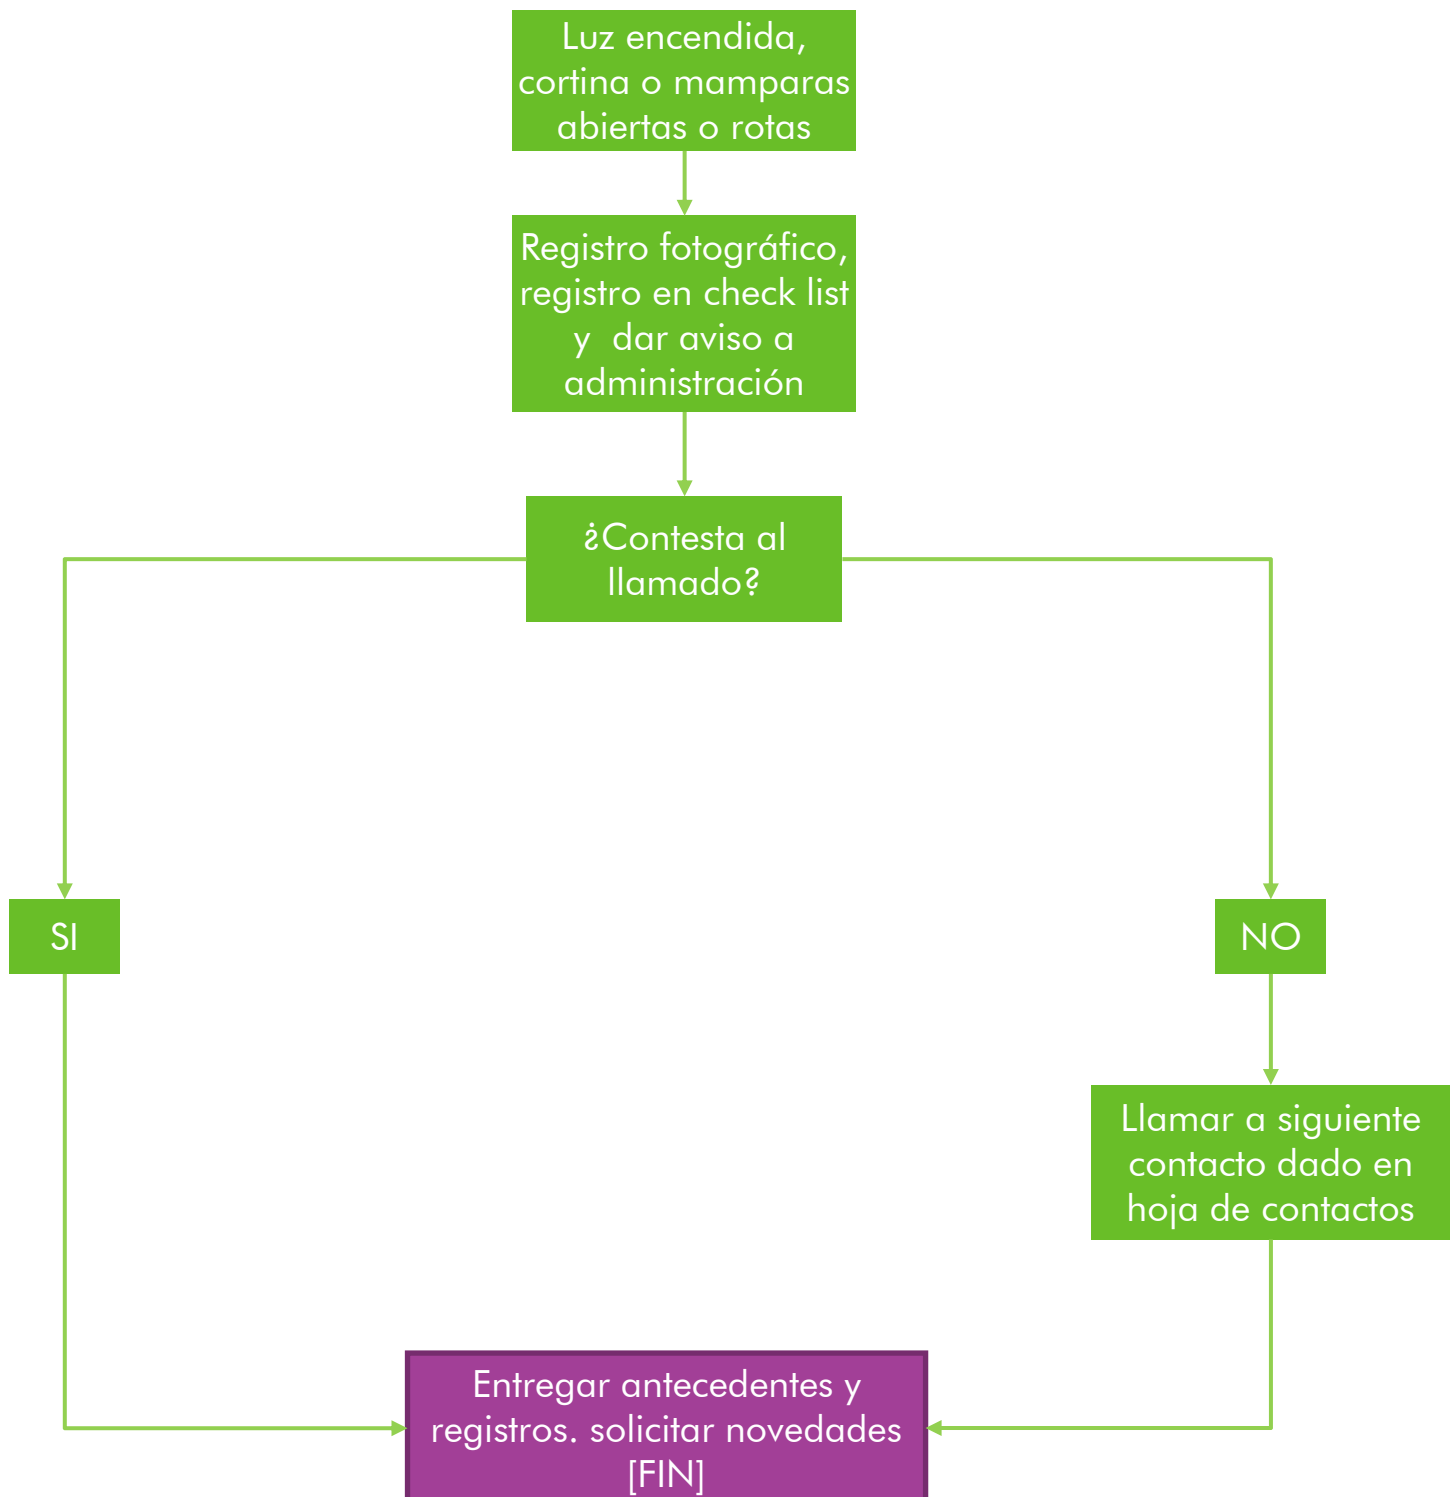 Luz encendida,
cortina o mamparas
abiertas o rotas
Registro fotográfico,
registro en check list
y  dar aviso a
administración
¿Contesta al
llamado?
SI
NO
Llamar a siguiente
contacto dado en
hoja de contactos
Entregar antecedentes y
registros. solicitar novedades
[FIN]